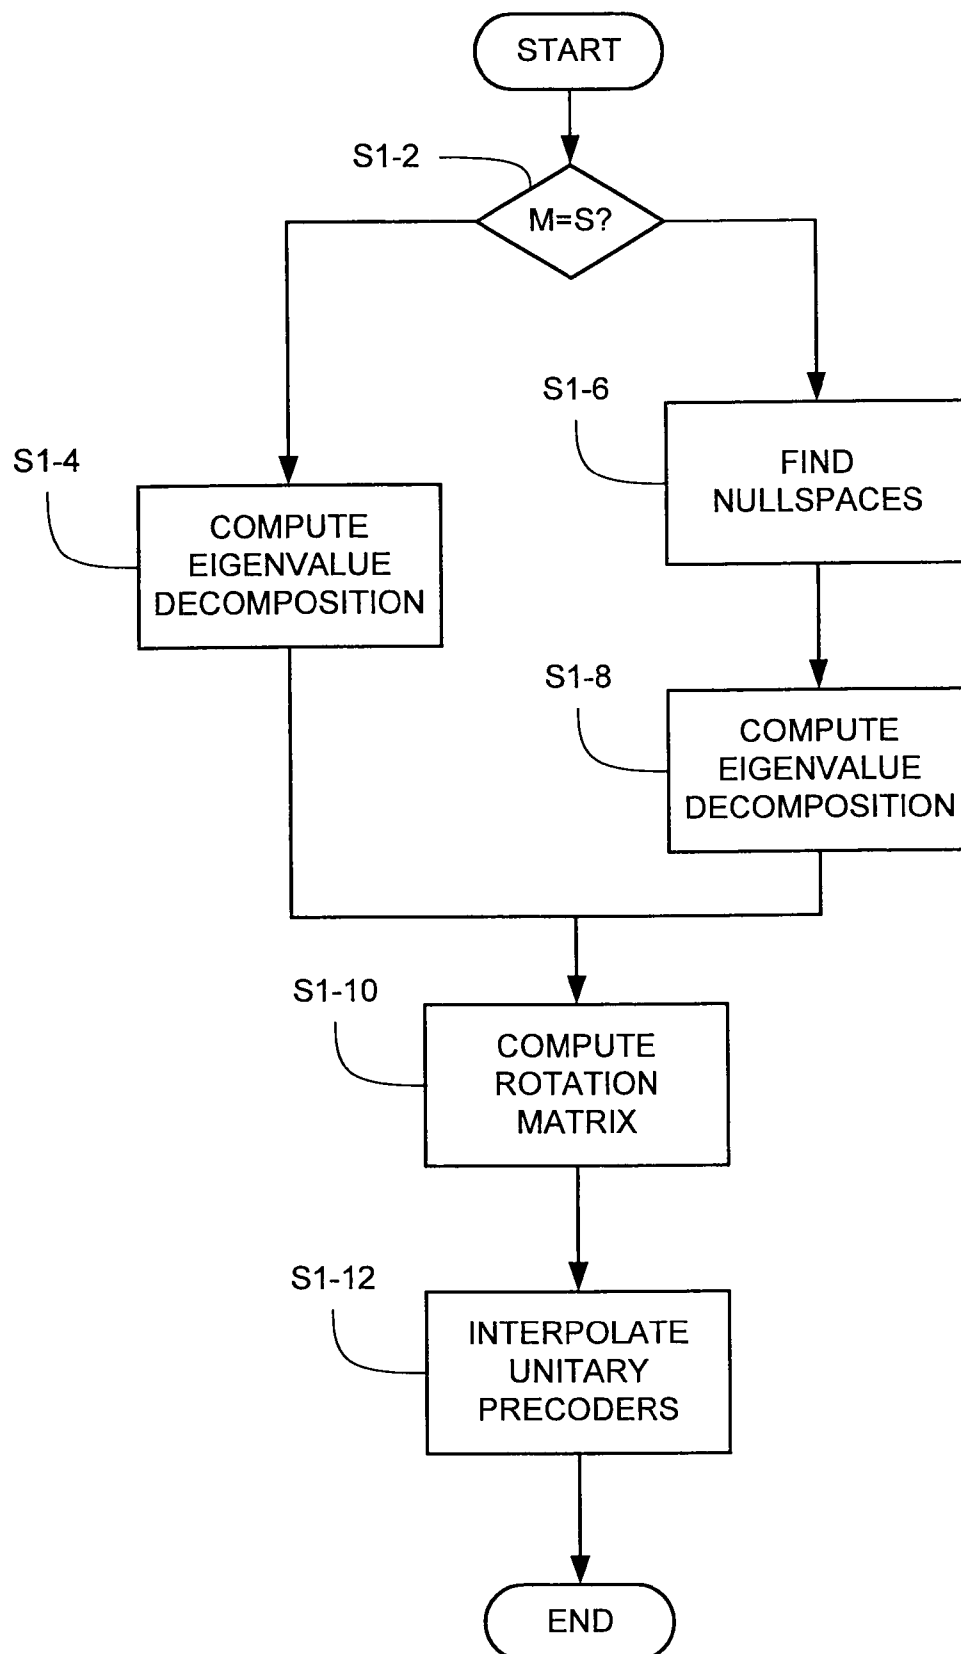 START
S1-2
M=S?
S1-6
FIND
NULLSPACES
S1-4
COMPUTE
EIGENVALUE
DECOMPOSITION
S1-8
COMPUTE
EIGENVALUE
DECOMPOSITION
S1-10
COMPUTE
ROTATION
MATRIX
S1-12
INTERPOLATE
UNITARY
PRECODERS
END